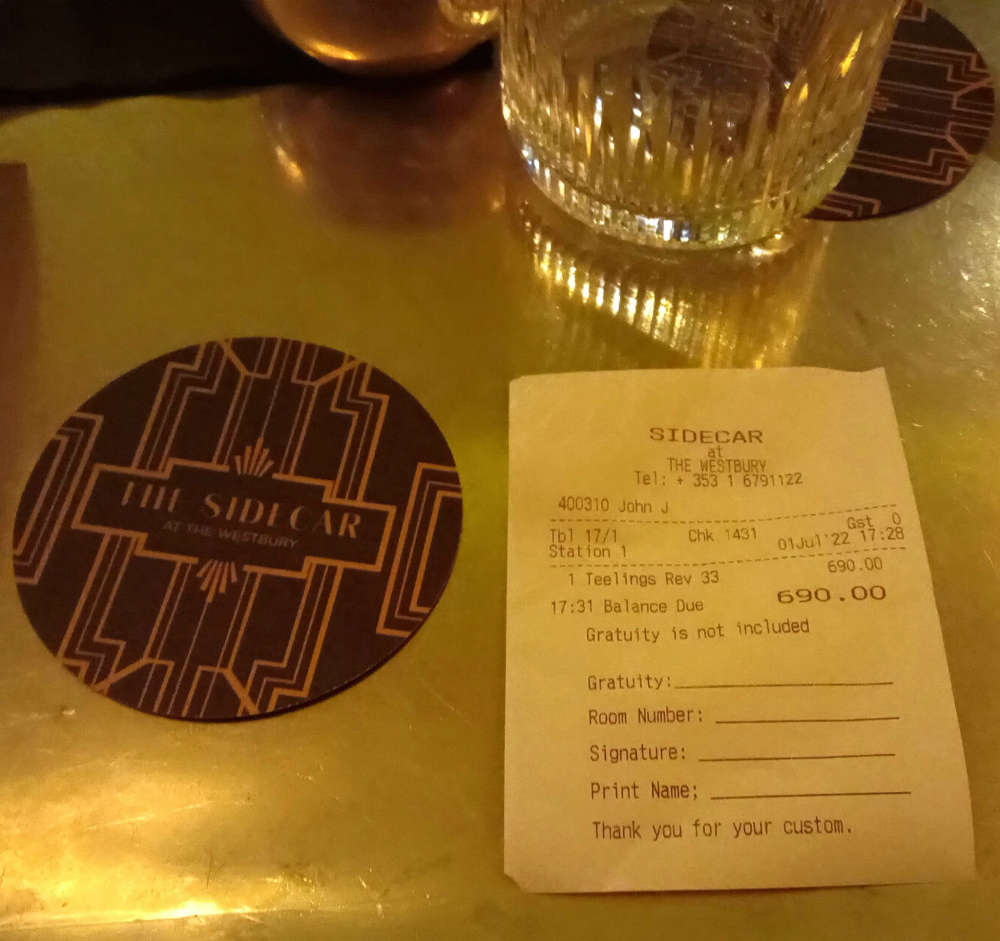 THE SIDECAR
AT THE WESTBURY
SIDECAR
at
THE WESTBURY
Tel: + 353 1 6791122
400310 John J
Tbl 17/1 Chk 1431 Gst 0
Station 1 01Jul'22 17:28
1 Teelings Rev 33 690.00
17:31 Balance Due 690.00
Gratuity is not included
Gratuity:
Room Number:
Signature:
Print Name;
Thank you for your custom.